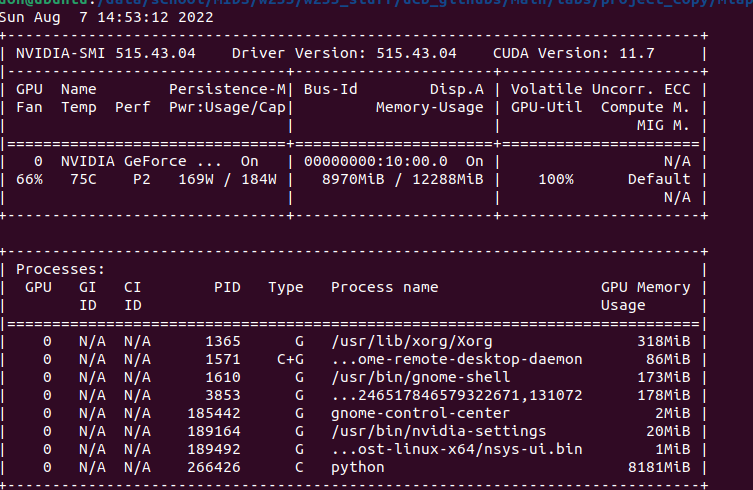 Sun Aug  7 14:53:12 2022
+-----------------------------------------------------------------------------+
| NVIDIA-SMI 515.43.04    Driver Version: 515.43.04    CUDA Version: 11.7     |
|-------------------------------+----------------------+----------------------+
| GPU  Name        Persistence-M| Bus-Id        Disp.A | Volatile Uncorr. ECC |
| Fan  Temp  Perf  Pwr:Usage/Cap|         Memory-Usage | GPU-Util  Compute M. |
|                               |                      |               MIG M. |
|===============================+======================+======================|
|   0  NVIDIA GeForce ...  On   | 00000000:10:00.0  On |                  N/A |
| 66%   75C    P2   169W / 184W |   8970MiB / 12288MiB |    100%      Default |
|                               |                      |                  N/A |
+-------------------------------+----------------------+----------------------+
+-----------------------------------------------------------------------------+
| Processes:                                                                  |
|  GPU   GI   CI        PID   Type   Process name                  GPU Memory |
|        ID   ID                                                   Usage      |
|=============================================================================|
|    0   N/A  N/A      1365      G   /usr/lib/xorg/Xorg                318MiB |
|    0   N/A  N/A      1571    C+G   ...ome-remote-desktop-daemon       86MiB |
|    0   N/A  N/A      1610      G   /usr/bin/gnome-shell              173MiB |
|    0   N/A  N/A      3853      G   ...246517846579322671,131072      178MiB |
|    0   N/A  N/A    185442      G   gnome-control-center                2MiB |
|    0   N/A  N/A    189164      G   /usr/bin/nvidia-settings           20MiB |
|    0   N/A  N/A    189492      G   ...ost-linux-x64/nsys-ui.bin        1MiB |
|    0   N/A  N/A    266426      C   python                           8181MiB |
+-----------------------------------------------------------------------------+